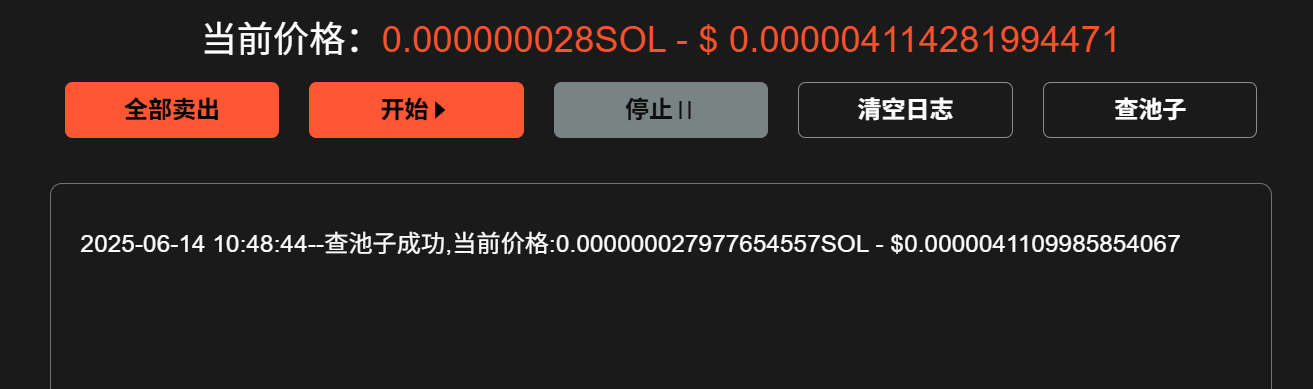 当前价格：0.000000028SOL - $ 0.000004114281994471
全部卖出 开始 停止 清空日志 查池子
2025-06-14 10:48:44--查池子成功,当前价格:0.000000027977654557SOL - $0.0000041109985854067